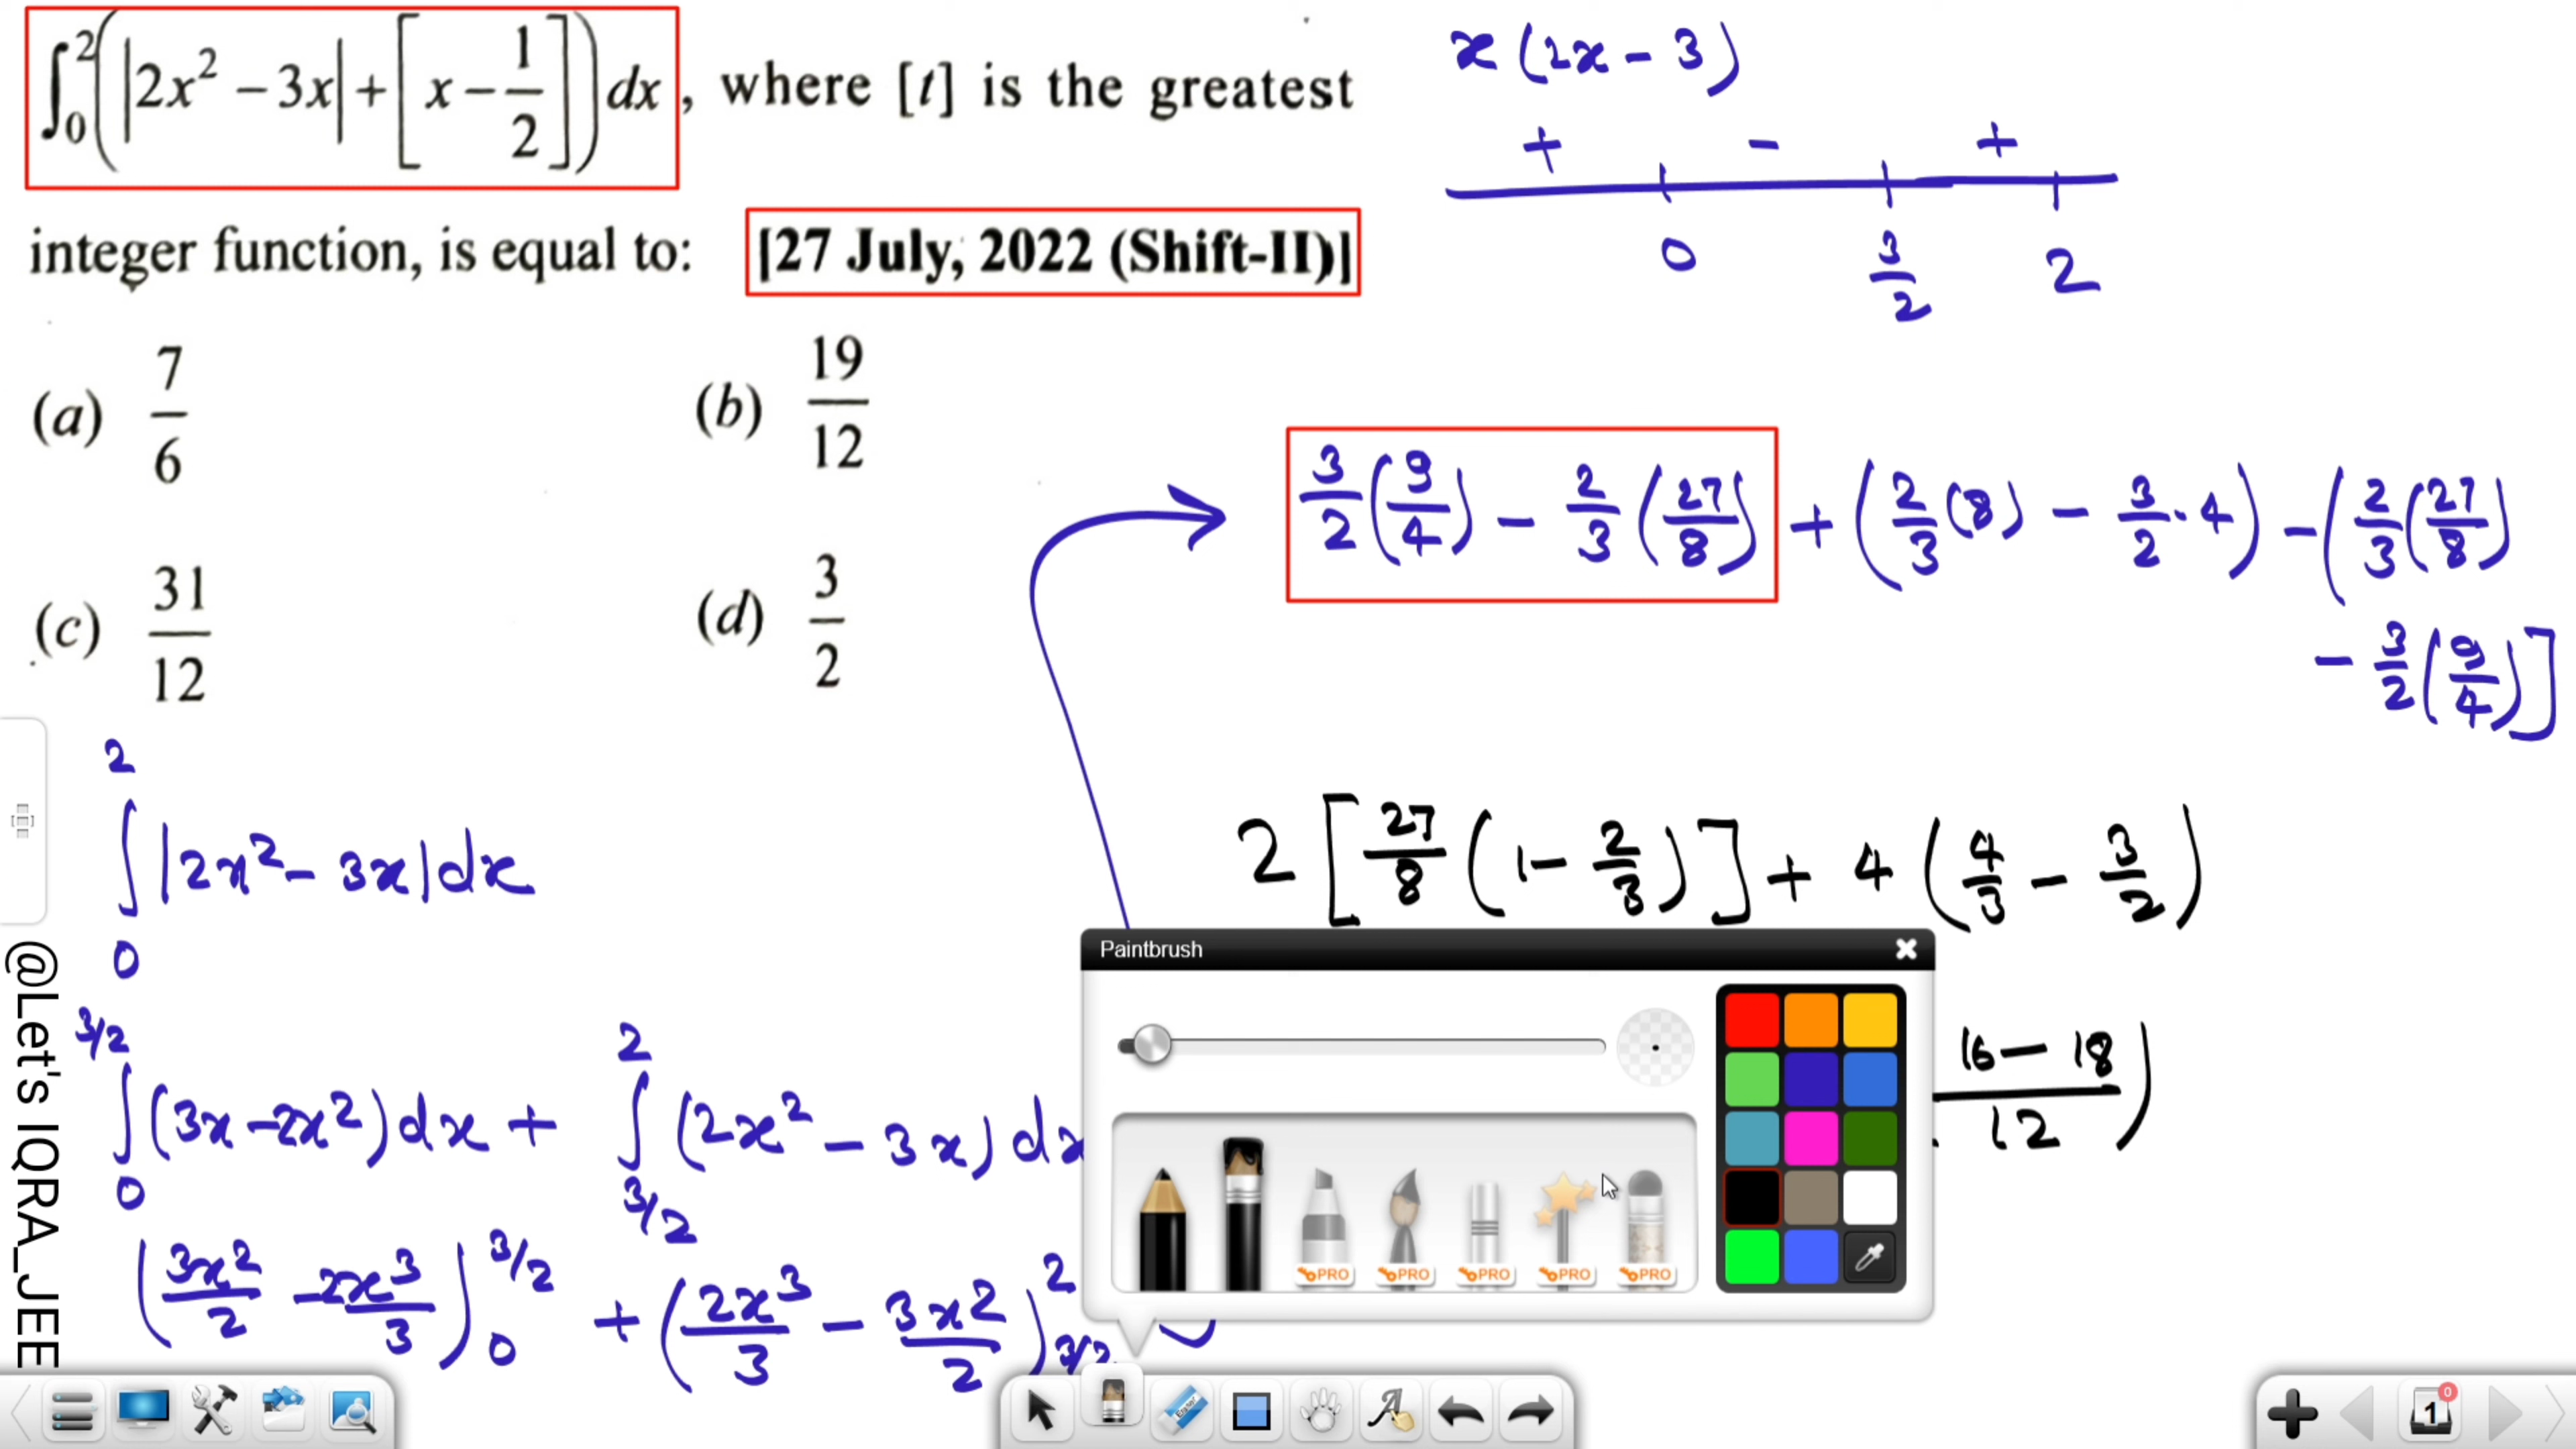 ∫₀² ( |2x² − 3x| + [ x − 1/2 ] ) dx , where [t] is the greatest
integer function, is equal to: [27 July, 2022 (Shift-II)]
(a) 7/6 (b) 19/12
(c) 31/12 (d) 3/2
x (2x − 3)
+ − +
0 3/2 2
3/2 (9/4) − 2/3 (27/8) + (2/3 (8) − 3/2 · 4) − (2/3 (27/8)
− 3/2 (9/4) ]
2 [ 27/8 (1 − 2/3) ] + 4 (4/3 − 3/2)
16 − 18 / 12 )
∫₀² |2x² − 3x| dx
∫₀^3/2 (3x − 2x²) dx + ∫_3/2^2 (2x² − 3x) dx
(3x²/2 − 2x³/3)₀^3/2 + (2x³/3 − 3x²/2)_3/2^2
@Let's IQRA_JEE
Paintbrush
PRO PRO PRO PRO PRO
Eraser
A
1
0